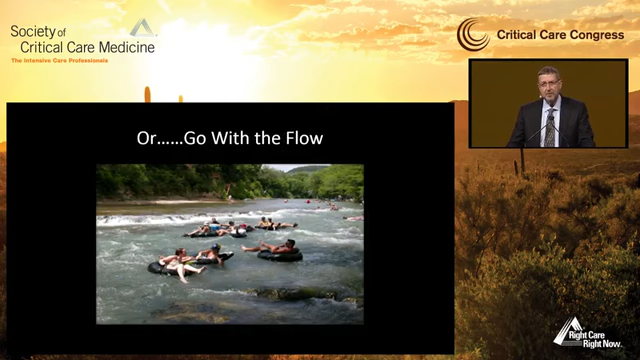 Society of
Critical Care Medicine
The Intensive Care Professionals
Critical Care Congress
Or......Go With the Flow
Right Care
Right Now™